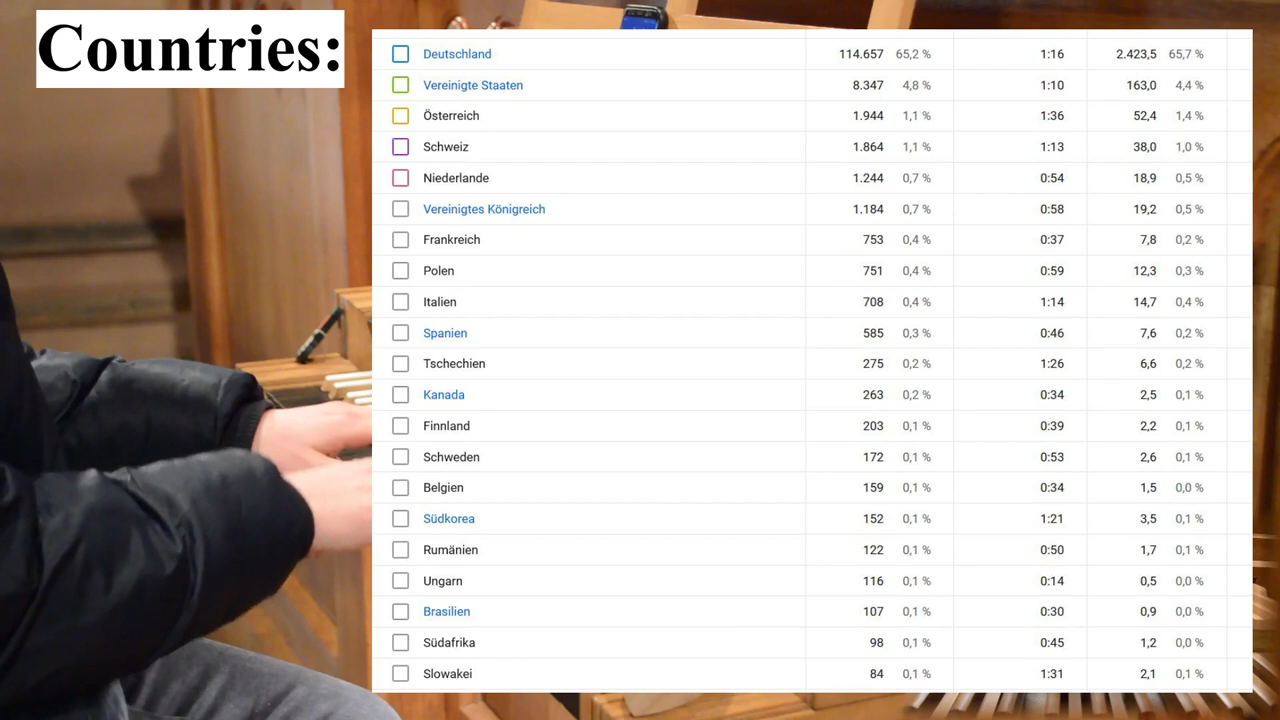 Countries:
Deutschland 114.657 65,2 % 1:16 2.423,5 65,7 %
Vereinigte Staaten 8.347 4,8 % 1:10 163,0 4,4 %
Österreich 1.944 1,1 % 1:36 52,4 1,4 %
Schweiz 1.864 1,1 % 1:13 38,0 1,0 %
Niederlande 1.244 0,7 % 0:54 18,9 0,5 %
Vereinigtes Königreich 1.184 0,7 % 0:58 19,2 0,5 %
Frankreich 753 0,4 % 0:37 7,8 0,2 %
Polen 751 0,4 % 0:59 12,3 0,3 %
Italien 708 0,4 % 1:14 14,7 0,4 %
Spanien 585 0,3 % 0:46 7,6 0,2 %
Tschechien 275 0,2 % 1:26 6,6 0,2 %
Kanada 263 0,2 % 0:34 2,5 0,1 %
Finnland 203 0,1 % 0:39 2,2 0,1 %
Schweden 172 0,1 % 0:53 2,6 0,1 %
Belgien 159 0,1 % 0:34 1,5 0,0 %
Südkorea 152 0,1 % 1:21 3,5 0,1 %
Rumänien 122 0,1 % 0:50 1,7 0,1 %
Ungarn 116 0,1 % 0:14 0,5 0,0 %
Brasilien 107 0,1 % 0:30 0,9 0,0 %
Südafrika 98 0,1 % 0:45 1,2 0,0 %
Slowakei 84 0,1 % 1:31 2,1 0,1 %